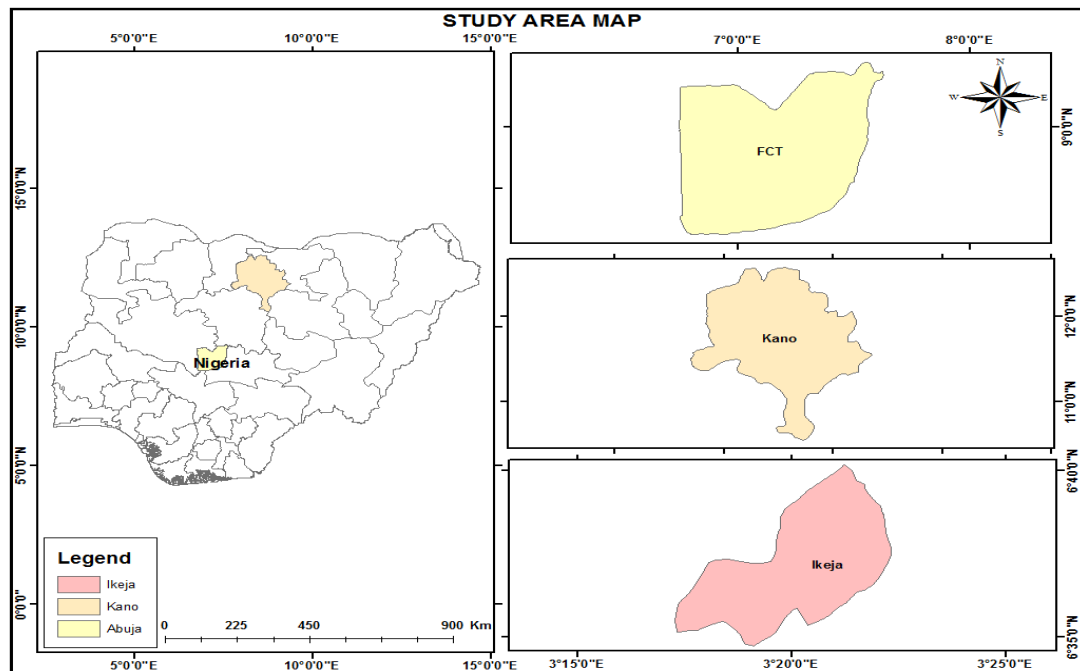 STUDY AREA MAP
5°0'0"E 10°0'0"E 15°0'0"E
15°0'0"N
10°0'0"N
5°0'0"N
0°0'0"
Nigeria
Legend
Ikeja
Kano
Abuja
0 225 450 900 Km
5°0'0"E 10°0'0"E 15°0'0"E
7°0'0"E 8°0'0"E
N
W E
S
9°0'0"N
FCT
12°0'0"N
Kano
11°0'0"N
6°40'0"N
Ikeja
6°35'0"N
3°15'0"E 3°20'0"E 3°25'0"E